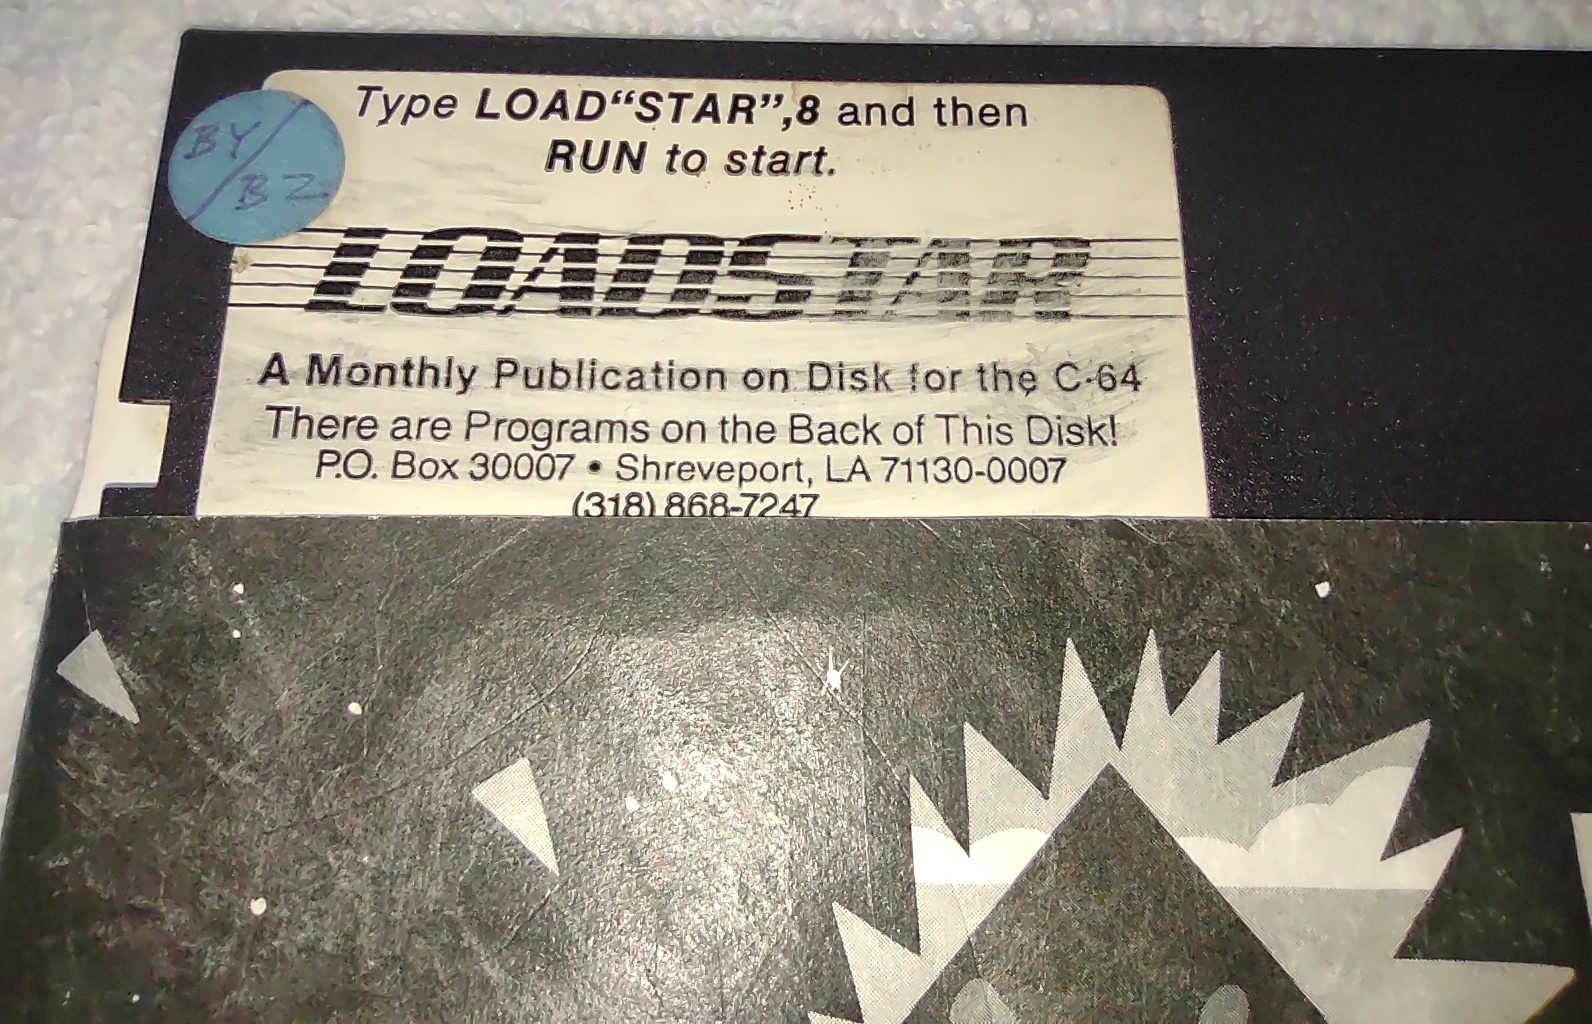 Type LOAD“STAR”,8 and then
RUN to start.
BY/
BZ
LOADSTAR
A Monthly Publication on Disk for the C-64
There are Programs on the Back of This Disk!
P.O. Box 30007 • Shreveport, LA 71130-0007
(318) 868-7247